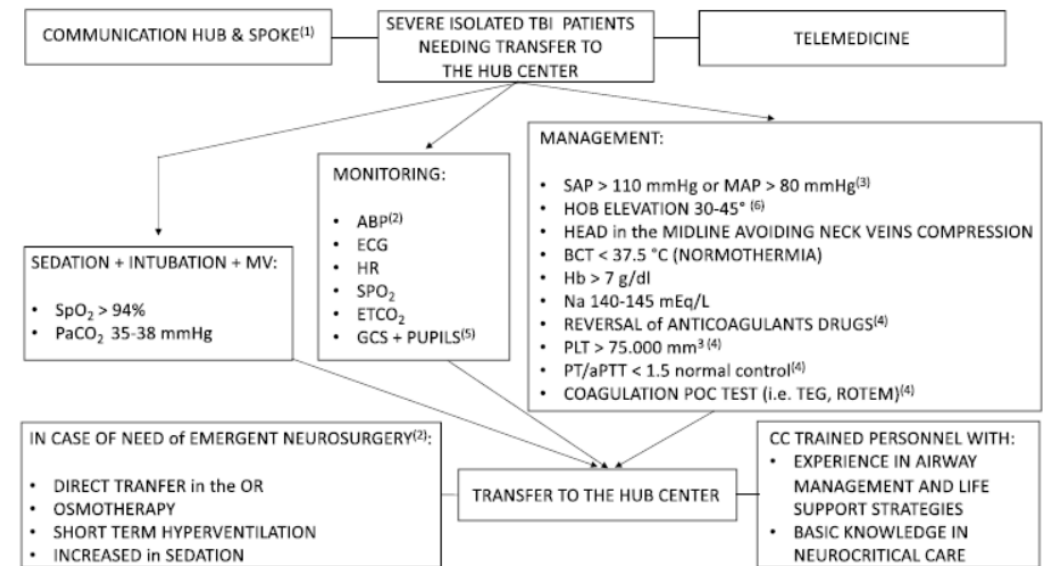 COMMUNICATION HUB & SPOKE(1)
SEVERE ISOLATED TBI PATIENTS
NEEDING TRANSFER TO
THE HUB CENTER
TELEMEDICINE
SEDATION + INTUBATION + MV:
• SpO₂ > 94%
• PaCO₂ 35-38 mmHg
MONITORING:
• ABP(2)
• ECG
• HR
• SPO₂
• ETCO₂
• GCS + PUPILS(5)
MANAGEMENT:
• SAP > 110 mmHg or MAP > 80 mmHg(3)
• HOB ELEVATION 30-45° (6)
• HEAD in the MIDLINE AVOIDING NECK VEINS COMPRESSION
• BCT < 37.5 °C (NORMOTHERMIA)
• Hb > 7 g/dl
• Na 140-145 mEq/L
• REVERSAL of ANTICOAGULANTS DRUGS(4)
• PLT > 75.000 mm³ (4)
• PT/aPTT < 1.5 normal control(4)
• COAGULATION POC TEST (i.e. TEG, ROTEM)(4)
IN CASE OF NEED of EMERGENT NEUROSURGERY(2):
• DIRECT TRANFER in the OR
• OSMOTHERAPY
• SHORT TERM HYPERVENTILATION
• INCREASED in SEDATION
TRANSFER TO THE HUB CENTER
CC TRAINED PERSONNEL WITH:
• EXPERIENCE IN AIRWAY
MANAGEMENT AND LIFE
SUPPORT STRATEGIES
• BASIC KNOWLEDGE IN
NEUROCRITICAL CARE